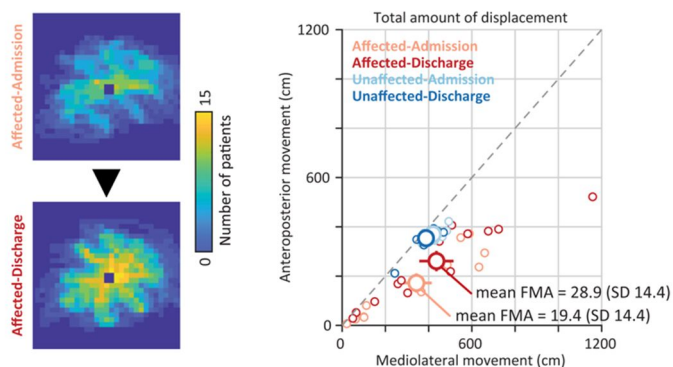 Affected-Admission
Affected-Discharge
15
Number of patients
0
Total amount of displacement
1200
Affected-Admission
Affected-Discharge
Unaffected-Admission
Unaffected-Discharge
Anteroposterior movement (cm)
600
mean FMA = 28.9 (SD 14.4)
mean FMA = 19.4 (SD 14.4)
0
0
600
1200
Mediolateral movement (cm)